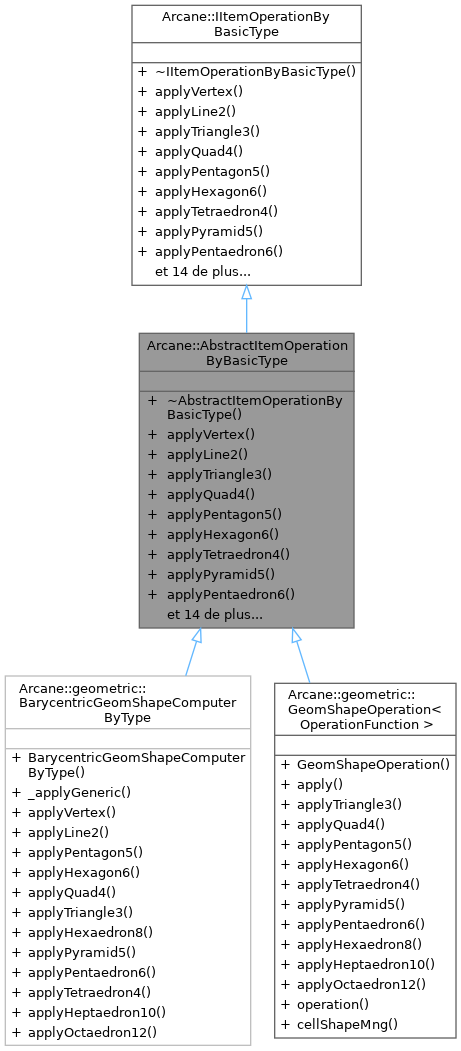 Arcane::IItemOperationBy
BasicType
+ ~IItemOperationByBasicType()
+ applyVertex()
+ applyLine2()
+ applyTriangle3()
+ applyQuad4()
+ applyPentagon5()
+ applyHexagon6()
+ applyTetraedron4()
+ applyPyramid5()
+ applyPentaedron6()
et 14 de plus...
Arcane::AbstractItemOperation
ByBasicType
+ ~AbstractItemOperationBy
BasicType()
+ applyVertex()
+ applyLine2()
+ applyTriangle3()
+ applyQuad4()
+ applyPentagon5()
+ applyHexagon6()
+ applyTetraedron4()
+ applyPyramid5()
+ applyPentaedron6()
et 14 de plus...
Arcane::geometric::
BarycentricGeomShapeComputer
ByType
+ BarycentricGeomShapeComputer
ByType()
+ _applyGeneric()
+ applyVertex()
+ applyLine2()
+ applyPentagon5()
+ applyHexagon6()
+ applyQuad4()
+ applyTriangle3()
+ applyHexaedron8()
+ applyPyramid5()
+ applyPentaedron6()
+ applyTetraedron4()
+ applyHeptaedron10()
+ applyOctaedron12()
Arcane::geometric::
GeomShapeOperation<
OperationFunction >
+ GeomShapeOperation()
+ apply()
+ applyTriangle3()
+ applyQuad4()
+ applyPentagon5()
+ applyHexagon6()
+ applyTetraedron4()
+ applyPyramid5()
+ applyPentaedron6()
+ applyHexaedron8()
+ applyHeptaedron10()
+ applyOctaedron12()
+ operation()
+ cellShapeMng()